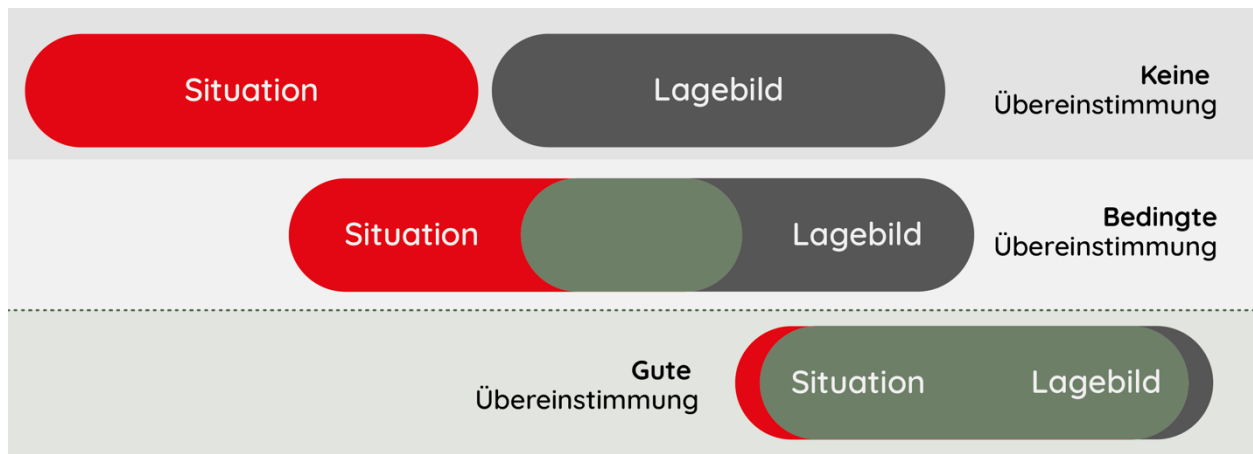 Situation
Lagebild
Keine
Übereinstimmung
Situation
Lagebild
Bedingte
Übereinstimmung
Gute
Übereinstimmung
Situation
Lagebild